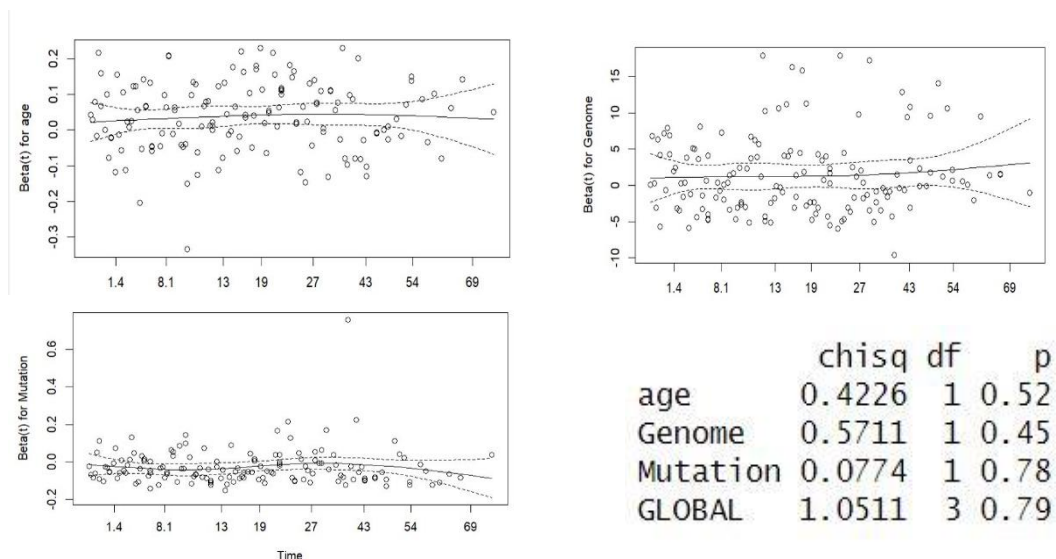 Beta(t) for age
0.2
0.1
0.0
-0.1
-0.2
-0.3
1.4 8.1 13 19 27 43 54 69
Beta(t) for Genome
15
10
5
0
-5
-10
1.4 8.1 13 19 27 43 54 69
Beta(t) for Mutation
0.6
0.4
0.2
0.0
-0.2
1.4 8.1 13 19 27 43 54 69
Time
chisq df p
age 0.4226 1 0.52
Genome 0.5711 1 0.45
Mutation 0.0774 1 0.78
GLOBAL 1.0511 3 0.79